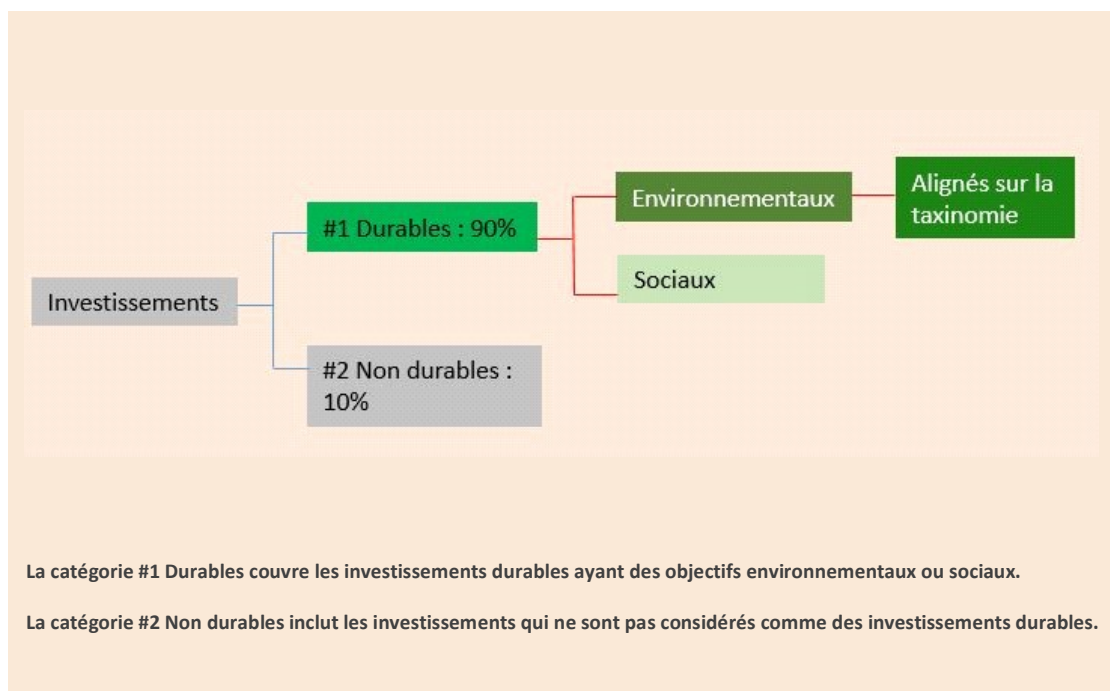 Investissements
#1 Durables : 90%
#2 Non durables :
10%
Environnementaux
Sociaux
Alignés sur la
taxinomie
La catégorie #1 Durables couvre les investissements durables ayant des objectifs environnementaux ou sociaux.
La catégorie #2 Non durables inclut les investissements qui ne sont pas considérés comme des investissements durables.